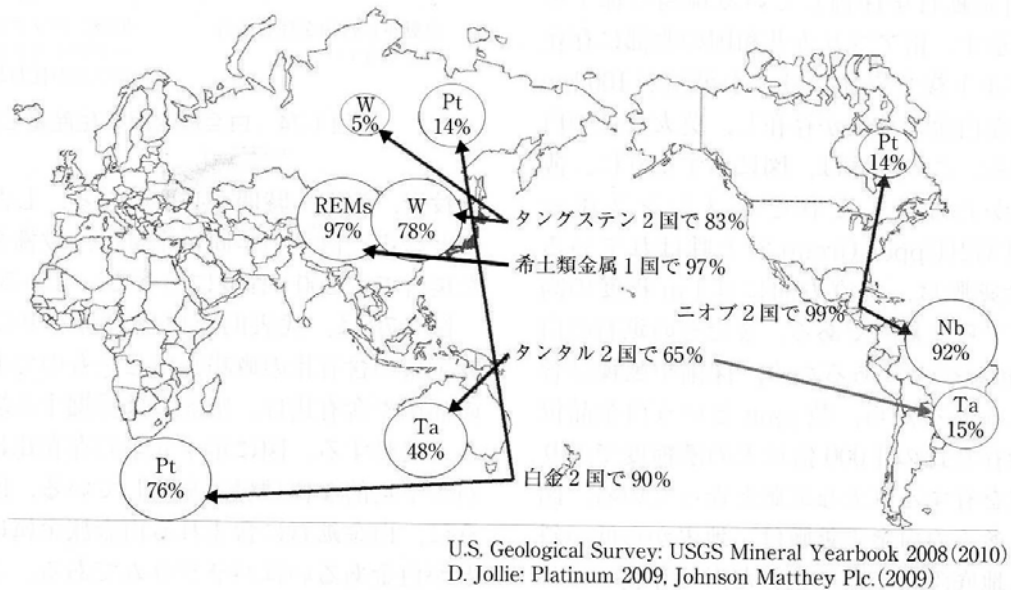 W
5%
Pt
14%
Pt
14%
REMs
97%
W
78%
タングステン2国で83%
希土類金属1国で97%
ニオブ2国で99%
Nb
92%
タンタル2国で65%
Ta
48%
Ta
15%
Pt
76%
白金2国で90%
U.S. Geological Survey: USGS Mineral Yearbook 2008(2010)
D. Jollie: Platinum 2009, Johnson Matthey Plc.(2009)